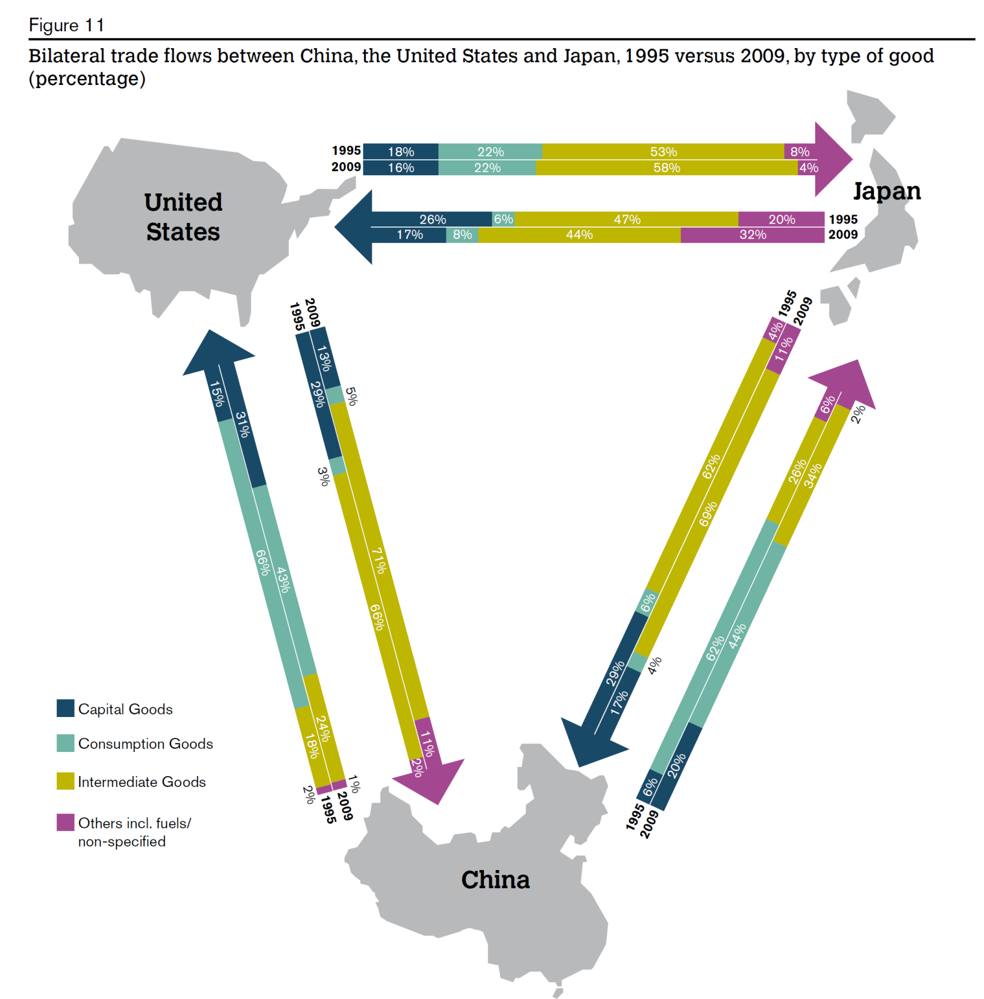 Figure 11
Bilateral trade flows between China, the United States and Japan, 1995 versus 2009, by type of good
(percentage)
1995 18% 22% 53% 8%
2009 16% 22% 58% 4%
United
States
Japan
26% 6% 47% 20% 1995
17% 8% 44% 32% 2009
1995
2009
13%
29%
5%
3%
71%
66%
11%
2%
15%
31%
66%
43%
24%
18%
2%
1%
1995
2009
1995
2009
4%
11%
62%
69%
6%
4%
29%
17%
6%
2%
26%
34%
62%
44%
20%
6%
1995
2009
Capital Goods
Consumption Goods
Intermediate Goods
Others incl. fuels/
non-specified
China